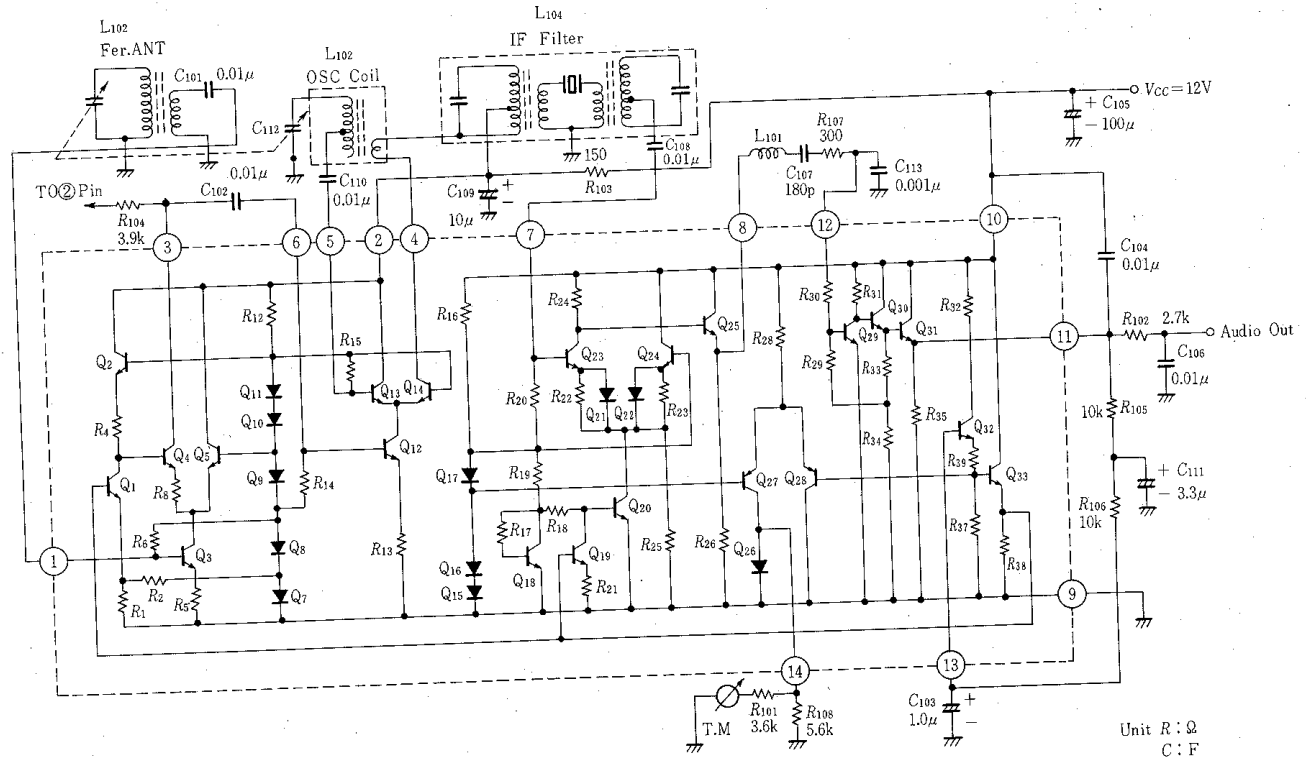 L102
Fer.ANT
C101 0.01μ
L102
OSC Coil
L104
IF Filter
C112
C110
0.01μ
C108
0.01μ
150
R103
C109
10μ
+
−
VCC=12V
+ C105
− 100μ
L101
C107
180p
R107
300
C113
0.001μ
TO②Pin
R104
3.9k
0.01μ
C102
3
6
5
2
4
7
8
12
10
C104
0.01μ
11
R102
2.7k
Audio Out
C106
0.01μ
10k R105
+ C111
− 3.3μ
R106
10k
9
1
Q2
R4
Q1
R1
R2
R6
Q4
R8
Q5
Q3
R5
R12
Q11
Q10
Q9
Q8
Q7
R14
R15
Q13
Q14
Q12
R13
R16
Q17
Q16
Q15
R24
Q23
R22
Q21
Q22
Q24
R23
R20
R19
R17
R18
Q18
Q19
R21
Q20
R25
Q25
R26
R28
Q27
Q28
Q26
R30
R29
R31
Q29
Q30
R33
R34
Q31
R35
R32
Q32
R39
R37
Q33
R38
14
13
T.M
R101
3.6k
R108
5.6k
C103
1.0μ
+
−
Unit R:Ω
C:F